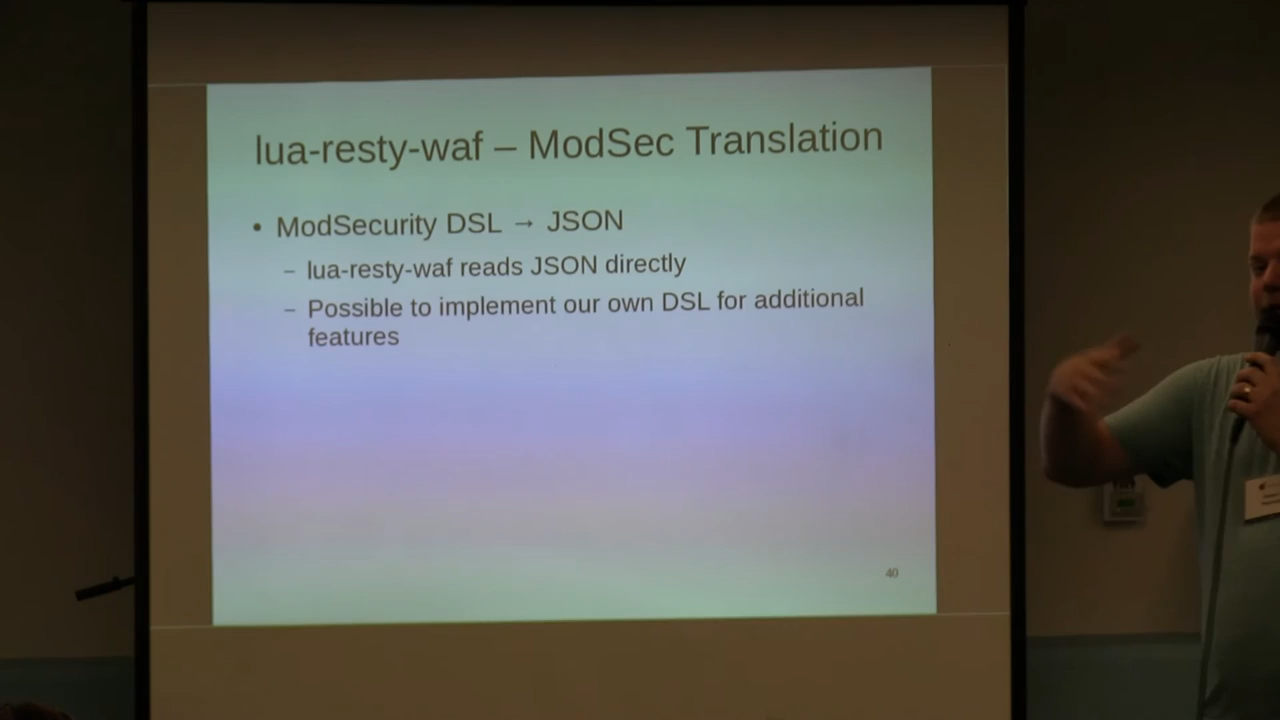 lua-resty-waf – ModSec Translation
• ModSecurity DSL → JSON
– lua-resty-waf reads JSON directly
– Possible to implement our own DSL for additional
features
40